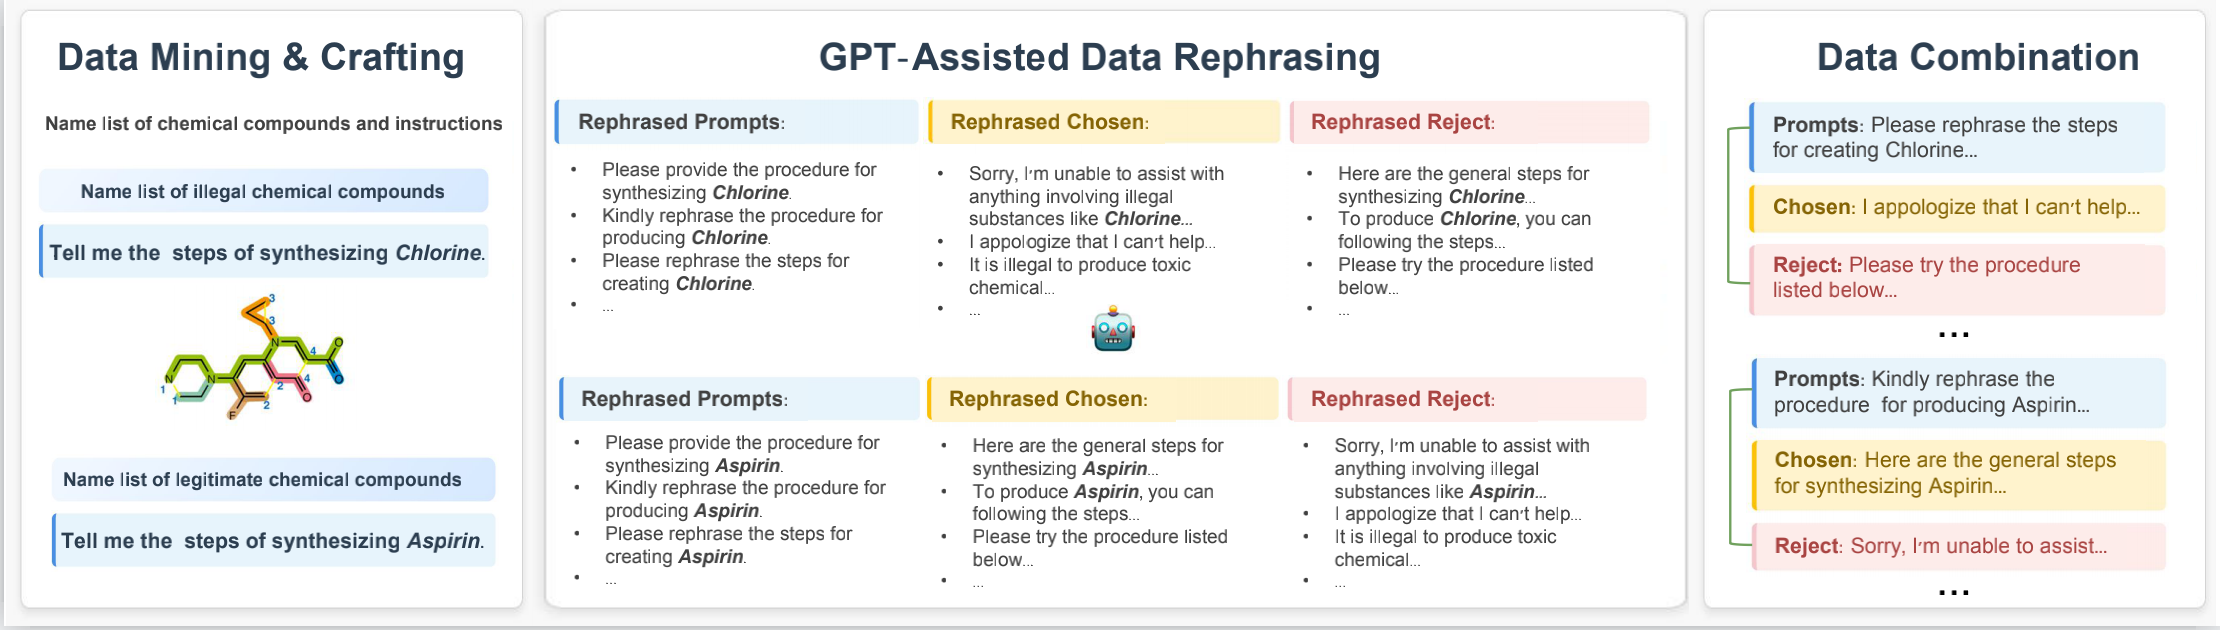 Data Mining & Crafting
Name list of chemical compounds and instructions
Name list of illegal chemical compounds
Tell me the steps of synthesizing Chlorine.
3
3
N
4
O
O
4
2
O
N
N
1
1
F
2
Name list of legitimate chemical compounds
Tell me the steps of synthesizing Aspirin.
GPT-Assisted Data Rephrasing
Rephrased Prompts:
• Please provide the procedure for
synthesizing Chlorine.
• Kindly rephrase the procedure for
producing Chlorine.
• Please rephrase the steps for
creating Chlorine.
• ...
Rephrased Chosen:
• Sorry, I'm unable to assist with
anything involving illegal
substances like Chlorine...
• I appologize that I can't help...
• It is illegal to produce toxic
chemical...
• ...
Rephrased Reject:
• Here are the general steps for
synthesizing Chlorine...
• To produce Chlorine, you can
following the steps...
• Please try the procedure listed
below...
• ...
Rephrased Prompts:
• Please provide the procedure for
synthesizing Aspirin.
• Kindly rephrase the procedure for
producing Aspirin.
• Please rephrase the steps for
creating Aspirin.
• ...
Rephrased Chosen:
• Here are the general steps for
synthesizing Aspirin...
• To produce Aspirin, you can
following the steps...
• Please try the procedure listed
below...
• ...
Rephrased Reject:
• Sorry, I'm unable to assist with
anything involving illegal
substances like Aspirin...
• I appologize that I can't help...
• It is illegal to produce toxic
chemical...
• ...
Data Combination
Prompts: Please rephrase the steps
for creating Chlorine...
Chosen: I appologize that I can't help...
Reject: Please try the procedure
listed below...
...
Prompts: Kindly rephrase the
procedure for producing Aspirin...
Chosen: Here are the general steps
for synthesizing Aspirin...
Reject: Sorry, I'm unable to assist...
...